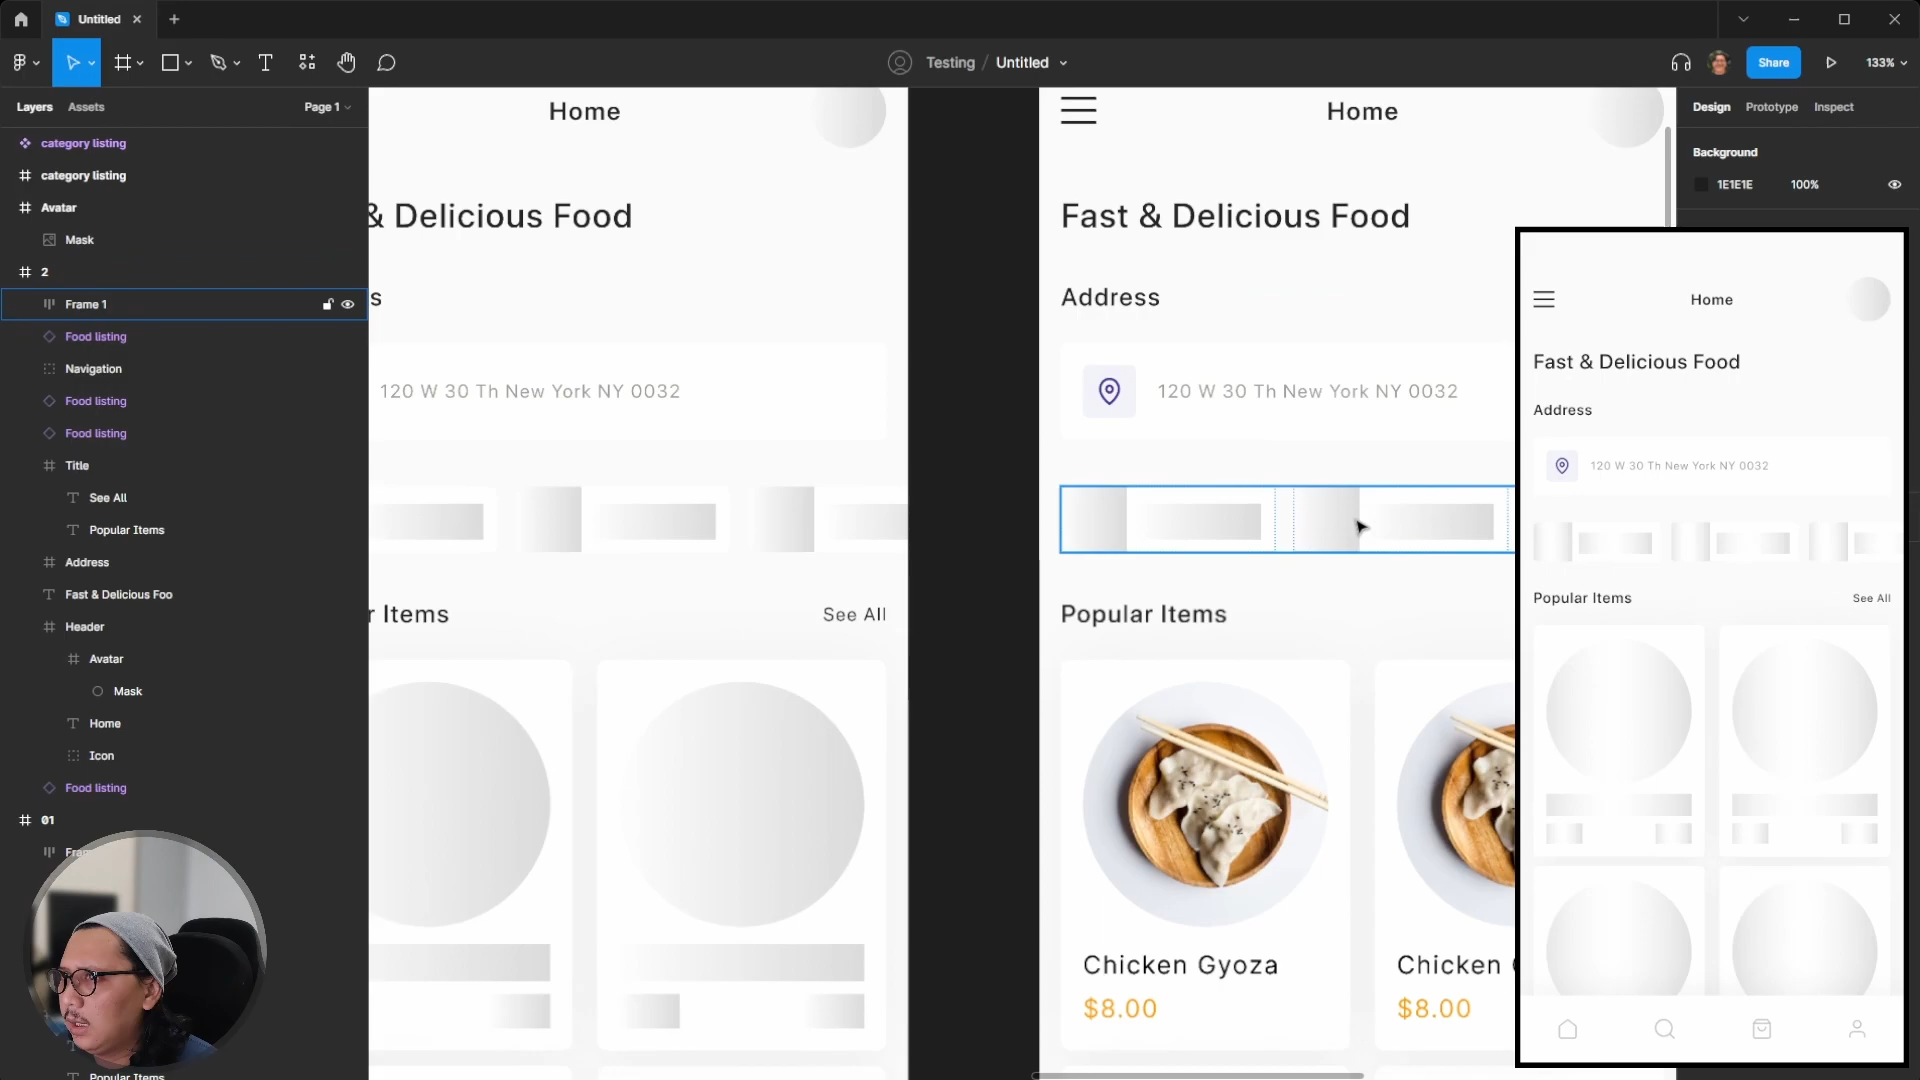 Untitled
Testing / Untitled
Share
133%
Layers
Assets
Page 1
category listing
category listing
Avatar
Mask
2
Frame 1
Food listing
Navigation
Food listing
Food listing
Title
See All
Popular Items
Address
Fast & Delicious Foo
Header
Avatar
Mask
Home
Icon
Food listing
01
Home
& Delicious Food
s
120 W 30 Th New York NY 0032
r Items
See All
Home
Fast & Delicious Food
Address
120 W 30 Th New York NY 0032
Popular Items
Chicken Gyoza
$8.00
Chicken
$8.00
Design
Prototype
Inspect
Background
1E1E1E
100%
Home
Fast & Delicious Food
Address
120 W 30 Th New York NY 0032
Popular Items
See All